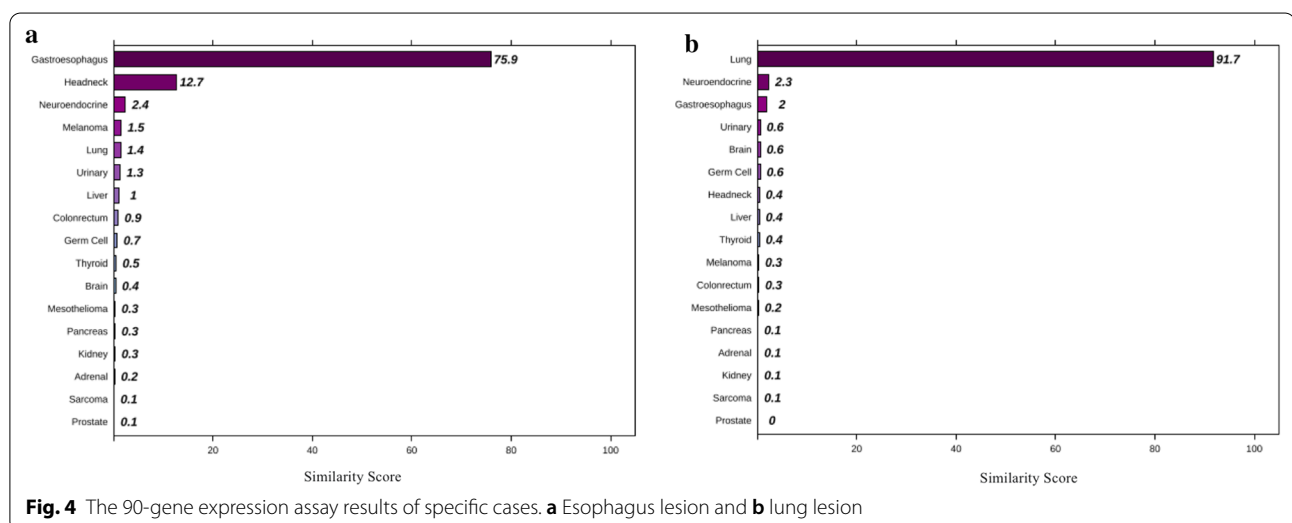 a
Gastroesophagus 75.9
Headneck 12.7
Neuroendocrine 2.4
Melanoma 1.5
Lung 1.4
Urinary 1.3
Liver 1
Colonrectum 0.9
Germ Cell 0.7
Thyroid 0.5
Brain 0.4
Mesothelioma 0.3
Pancreas 0.3
Kidney 0.3
Adrenal 0.2
Sarcoma 0.1
Prostate 0.1
20 40 60 80 100
Similarity Score
b
Lung 91.7
Neuroendocrine 2.3
Gastroesophagus 2
Urinary 0.6
Brain 0.6
Germ Cell 0.6
Headneck 0.4
Liver 0.4
Thyroid 0.4
Melanoma 0.3
Colonrectum 0.3
Mesothelioma 0.2
Pancreas 0.1
Adrenal 0.1
Kidney 0.1
Sarcoma 0.1
Prostate 0
20 40 60 80 100
Similarity Score
Fig. 4 The 90-gene expression assay results of specific cases. a Esophagus lesion and b lung lesion